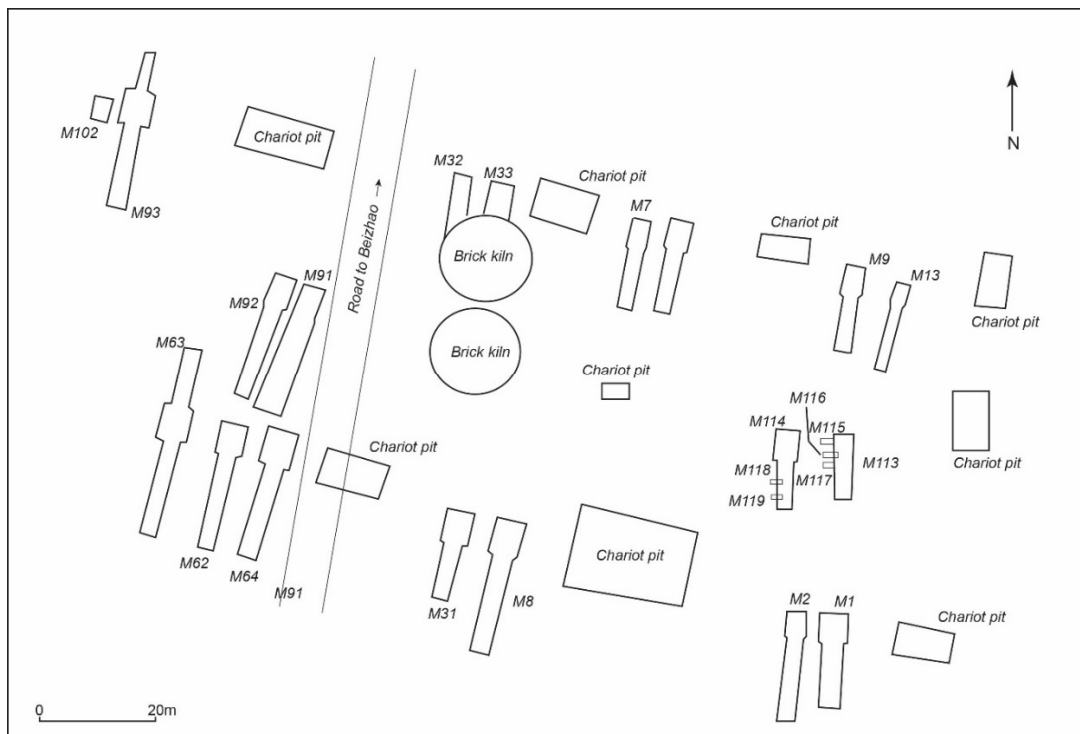 N
M102
M93
Chariot pit
Road to Beizhao →
M32
M33
Chariot pit
M7
Chariot pit
M9
M13
Chariot pit
Brick kiln
Brick kiln
M92
M91
M63
Chariot pit
M116
M114
M115
M113
M118
M117
M119
Chariot pit
Chariot pit
M62
M64
M91
M31
M8
Chariot pit
M2
M1
Chariot pit
0
20m